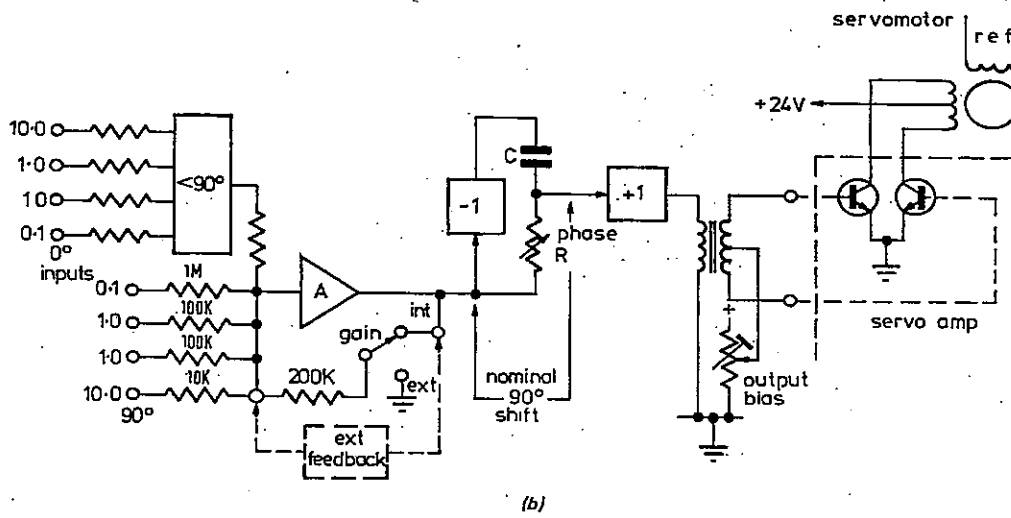 servomotor
ref
+24V
10·0
1·0
1·0
0·1
0°
inputs
<90°
C
-1
+1
phase
R
0·1
1M
1·0
100K
1·0
100K
10·0
10K
90°
A
int
gain
200K
ext
ext
feedback
nominal
90°
shift
+
output
bias
servo amp
(b)